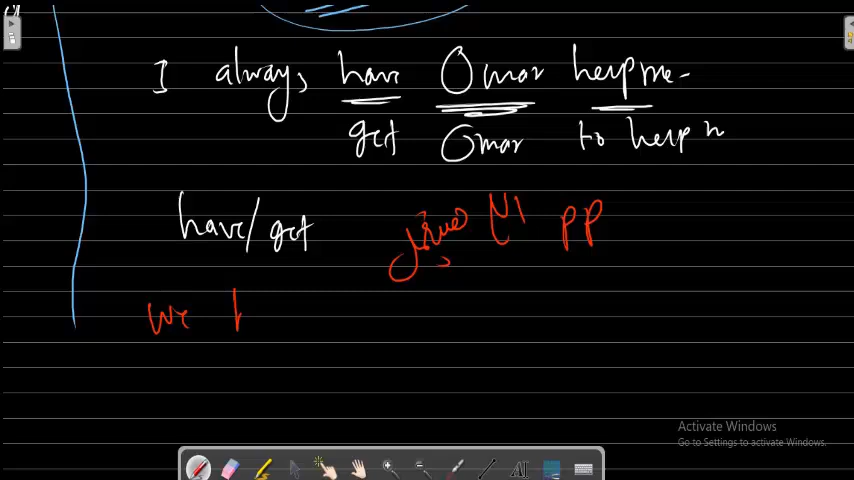 I always have Omar help me.
get Omar to help
have/get pp
We
Activate Windows
Go to Settings to activate Windows.